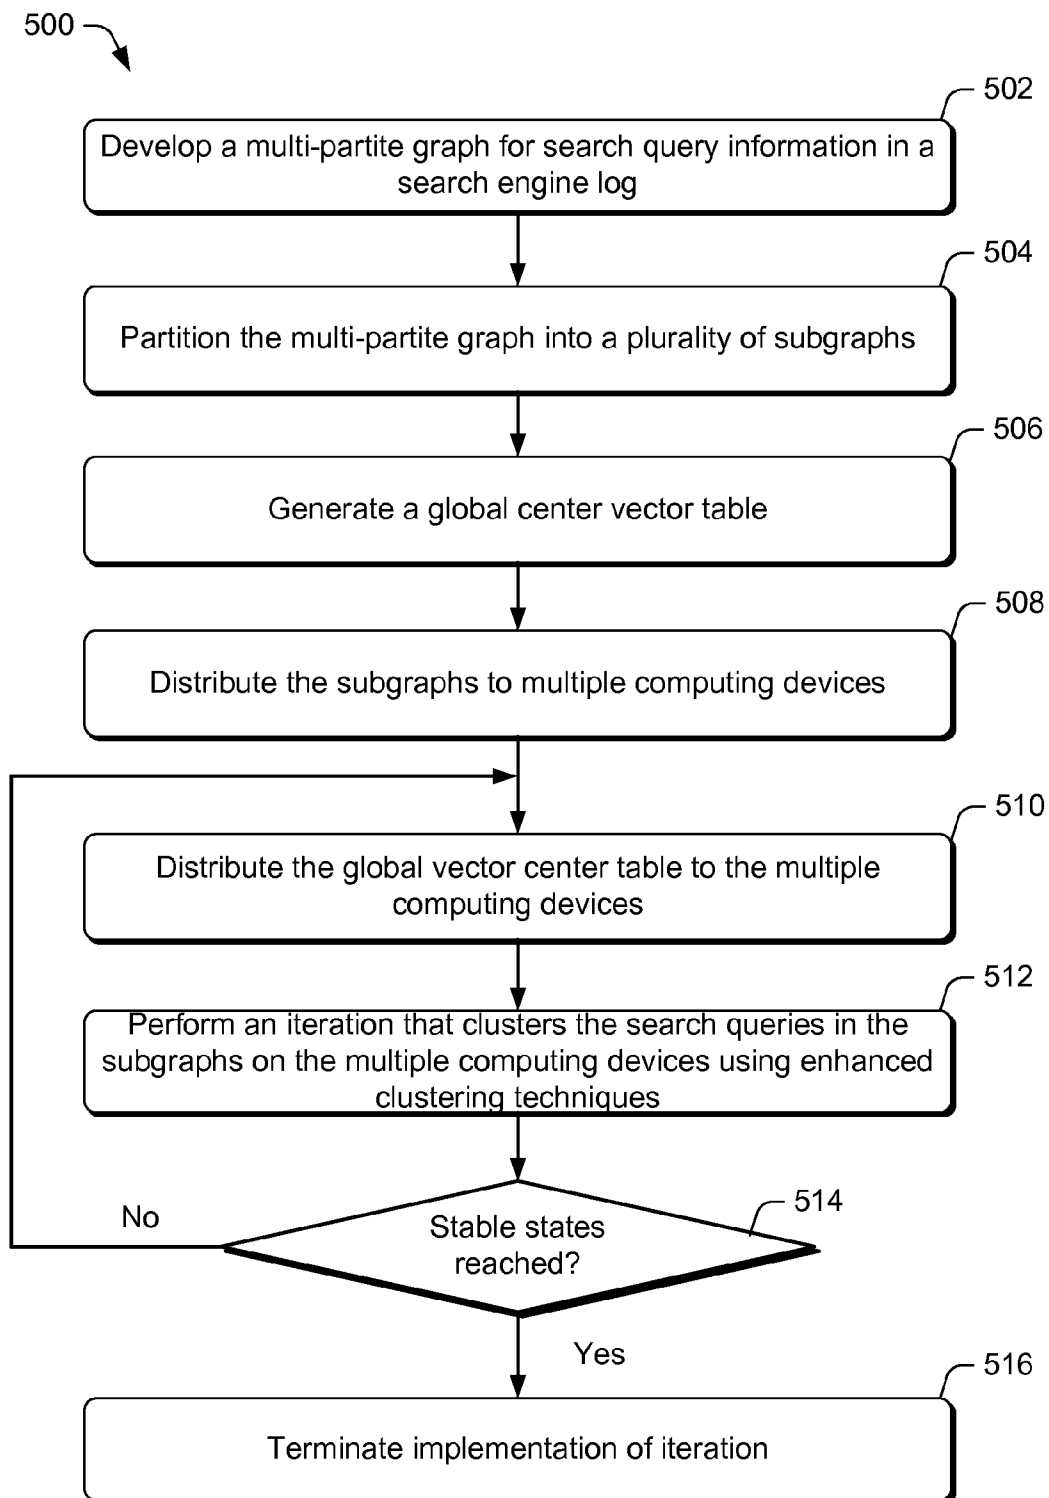 500
502
Develop a multi-partite graph for search query information in a
search engine log
504
Partition the multi-partite graph into a plurality of subgraphs
506
Generate a global center vector table
508
Distribute the subgraphs to multiple computing devices
510
Distribute the global vector center table to the multiple
computing devices
512
Perform an iteration that clusters the search queries in the
subgraphs on the multiple computing devices using enhanced
clustering techniques
514
No
Stable states
reached?
Yes
516
Terminate implementation of iteration